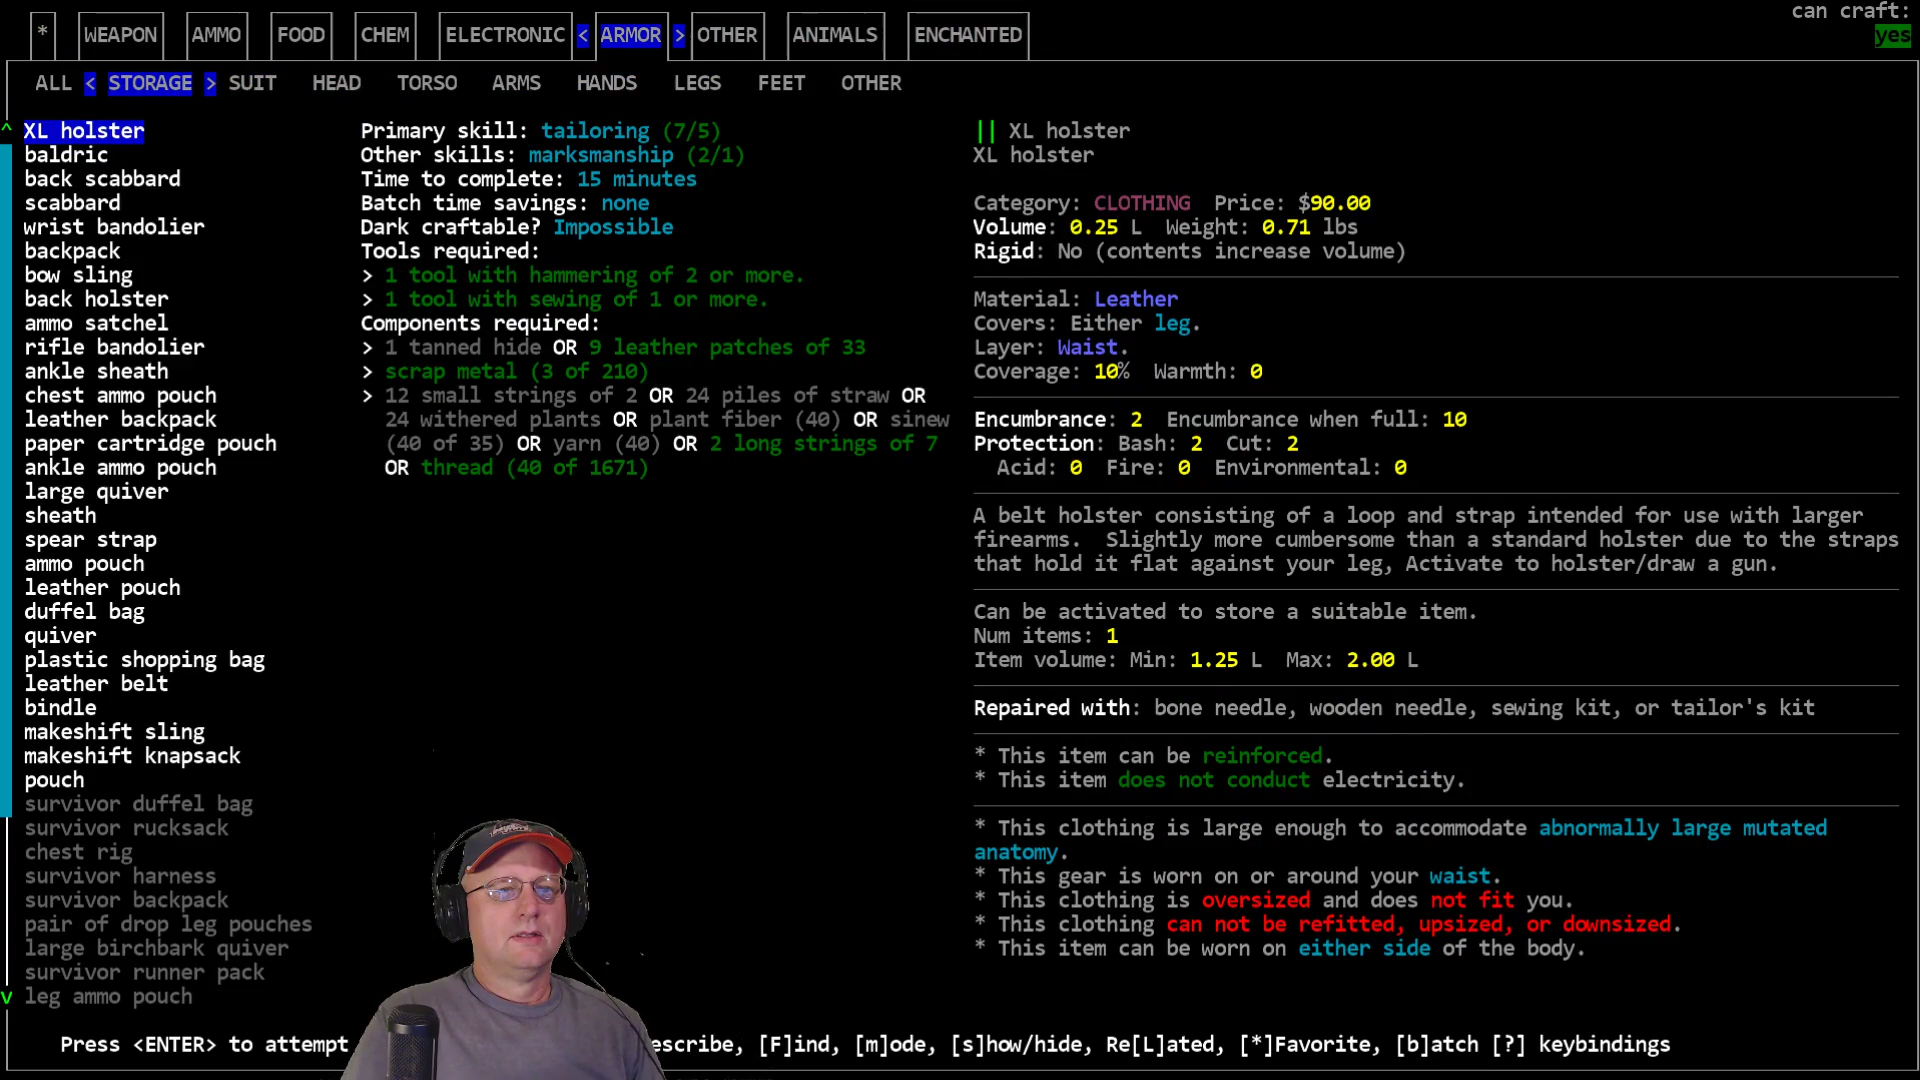 can craft:
* WEAPON AMMO FOOD CHEM ELECTRONIC < ARMOR > OTHER ANIMALS ENCHANTED yes
ALL < STORAGE > SUIT HEAD TORSO ARMS HANDS LEGS FEET OTHER
^ XL holster
baldric
back scabbard
scabbard
wrist bandolier
backpack
bow sling
back holster
ammo satchel
rifle bandolier
ankle sheath
chest ammo pouch
leather backpack
paper cartridge pouch
ankle ammo pouch
large quiver
sheath
spear strap
ammo pouch
leather pouch
duffel bag
quiver
plastic shopping bag
leather belt
bindle
makeshift sling
makeshift knapsack
pouch
survivor duffel bag
survivor rucksack
chest rig
survivor harness
survivor backpack
pair of drop leg pouches
large birchbark quiver
survivor runner pack
v leg ammo pouch
Primary skill: tailoring (7/5)
Other skills: marksmanship (2/1)
Time to complete: 15 minutes
Batch time savings: none
Dark craftable? Impossible
Tools required:
> 1 tool with hammering of 2 or more.
> 1 tool with sewing of 1 or more.
Components required:
> 1 tanned hide OR 9 leather patches of 33
> scrap metal (3 of 210)
> 12 small strings of 2 OR 24 piles of straw OR
24 withered plants OR plant fiber (40) OR sinew
(40 of 35) OR yarn (40) OR 2 long strings of 7
OR thread (40 of 1671)
|| XL holster
XL holster
Category: CLOTHING Price: $90.00
Volume: 0.25 L Weight: 0.71 lbs
Rigid: No (contents increase volume)
Material: Leather
Covers: Either leg.
Layer: Waist.
Coverage: 10% Warmth: 0
Encumbrance: 2 Encumbrance when full: 10
Protection: Bash: 2 Cut: 2
Acid: 0 Fire: 0 Environmental: 0
A belt holster consisting of a loop and strap intended for use with larger
firearms. Slightly more cumbersome than a standard holster due to the straps
that hold it flat against your leg, Activate to holster/draw a gun.
Can be activated to store a suitable item.
Num items: 1
Item volume: Min: 1.25 L Max: 2.00 L
Repaired with: bone needle, wooden needle, sewing kit, or tailor's kit
* This item can be reinforced.
* This item does not conduct electricity.
* This clothing is large enough to accommodate abnormally large mutated
anatomy.
* This gear is worn on or around your waist.
* This clothing is oversized and does not fit you.
* This clothing can not be refitted, upsized, or downsized.
* This item can be worn on either side of the body.
Press <ENTER> to attempt escribe, [F]ind, [m]ode, [s]how/hide, Re[L]ated, [*]Favorite, [b]atch [?] keybindings